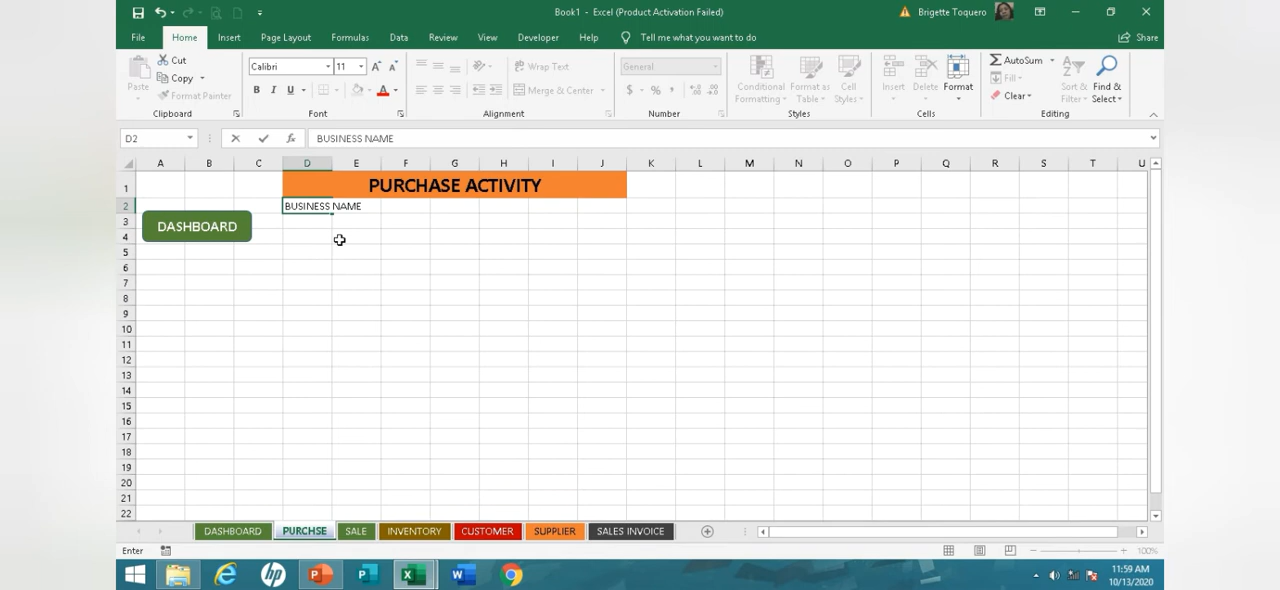 Book1 - Excel (Product Activation Failed)
Brigette Toquero
File Home Insert Page Layout Formulas Data Review View Developer Help Tell me what you want to do
Share
Paste
Cut
Copy
Format Painter
Clipboard
Calibri 11
B I U
Font
Wrap Text
Merge & Center
Alignment
General
$ % ,
Number
Conditional Formatting
Format as Table
Cell Styles
Styles
Insert Delete Format
Cells
AutoSum
Fill
Clear
Sort & Filter
Find & Select
Editing
D2 fx BUSINESS NAME
A B C D E F G H I J K L M N O P Q R S T U
1 PURCHASE ACTIVITY
2 BUSINESS NAME
3
DASHBOARD
4
5
6
7
8
9
10
11
12
13
14
15
16
17
18
19
20
21
22
DASHBOARD PURCHSE SALE INVENTORY CUSTOMER SUPPLIER SALES INVOICE
Enter
100%
11:59 AM
10/13/2020